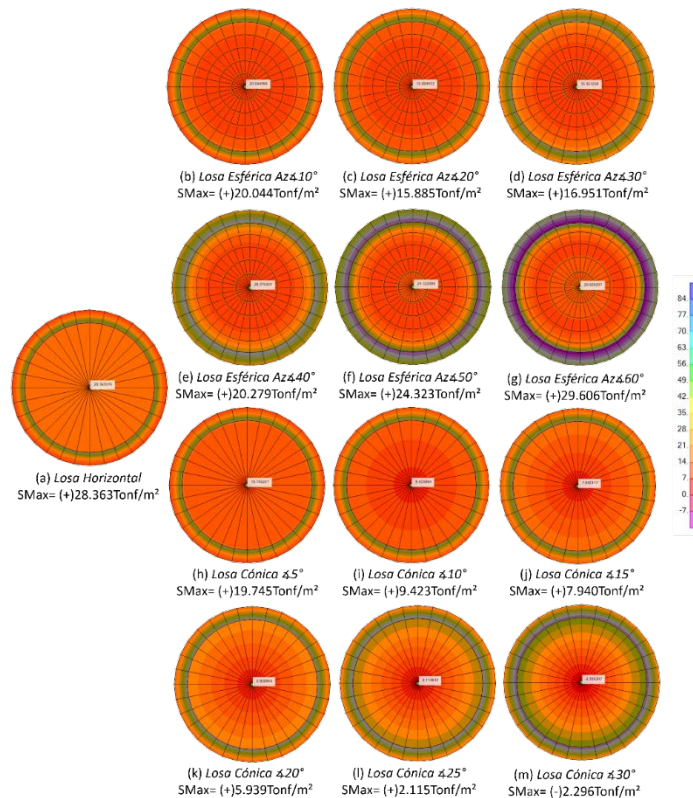 (b) Losa Esférica Az∡10°
SMax= (+)20.044Tonf/m²
(c) Losa Esférica Az∡20°
SMax= (+)15.885Tonf/m²
(d) Losa Esférica Az∡30°
SMax= (+)16.951Tonf/m²
(e) Losa Esférica Az∡40°
SMax= (+)20.279Tonf/m²
(f) Losa Esférica Az∡50°
SMax= (+)24.323Tonf/m²
(g) Losa Esférica Az∡60°
SMax= (+)29.606Tonf/m²
(a) Losa Horizontal
SMax= (+)28.363Tonf/m²
84.
77.
70.
63.
56.
49.
42.
35.
28.
21.
14.
7.
0.
-7.
(h) Losa Cónica ∡5°
SMax= (+)19.745Tonf/m²
(i) Losa Cónica ∡10°
SMax= (+)9.423Tonf/m²
(j) Losa Cónica ∡15°
SMax= (+)7.940Tonf/m²
(k) Losa Cónica ∡20°
SMax= (+)5.939Tonf/m²
(l) Losa Cónica ∡25°
SMax= (+)2.115Tonf/m²
(m) Losa Cónica ∡30°
SMax= (-)2.296Tonf/m²